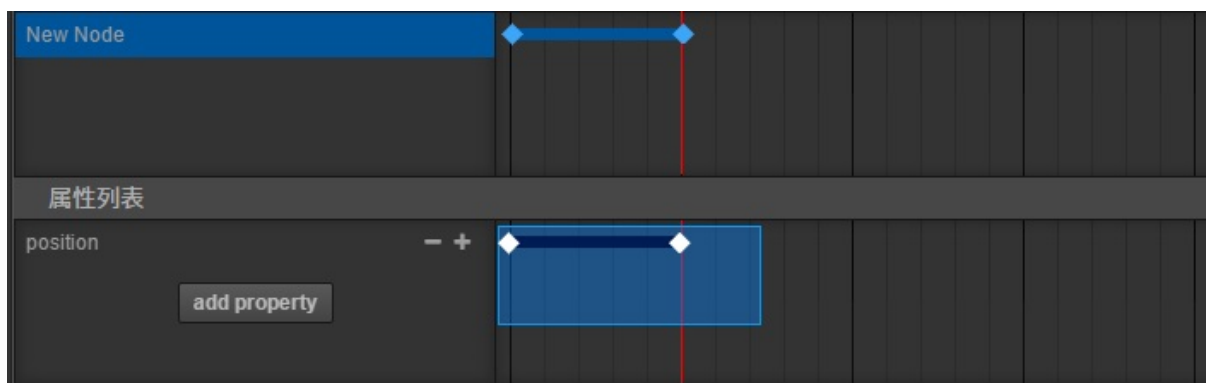 New Node
属性列表
position
add property